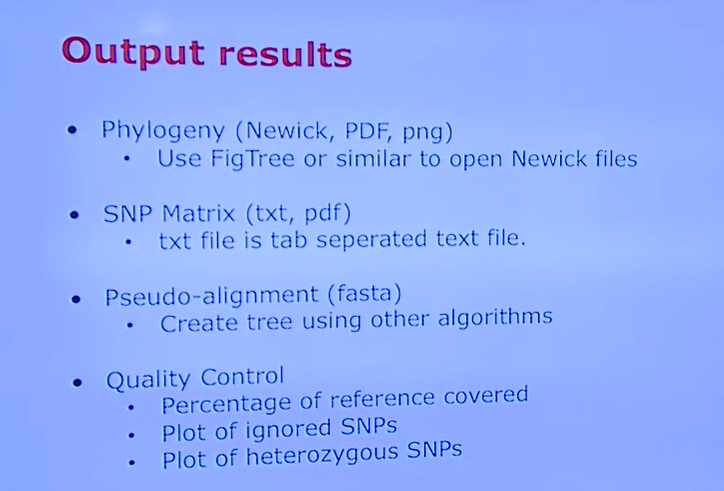 Output results
• Phylogeny (Newick, PDF, png)
• Use FigTree or similar to open Newick files
• SNP Matrix (txt, pdf)
• txt file is tab seperated text file.
• Pseudo-alignment (fasta)
• Create tree using other algorithms
• Quality Control
• Percentage of reference covered
• Plot of ignored SNPs
• Plot of heterozygous SNPs